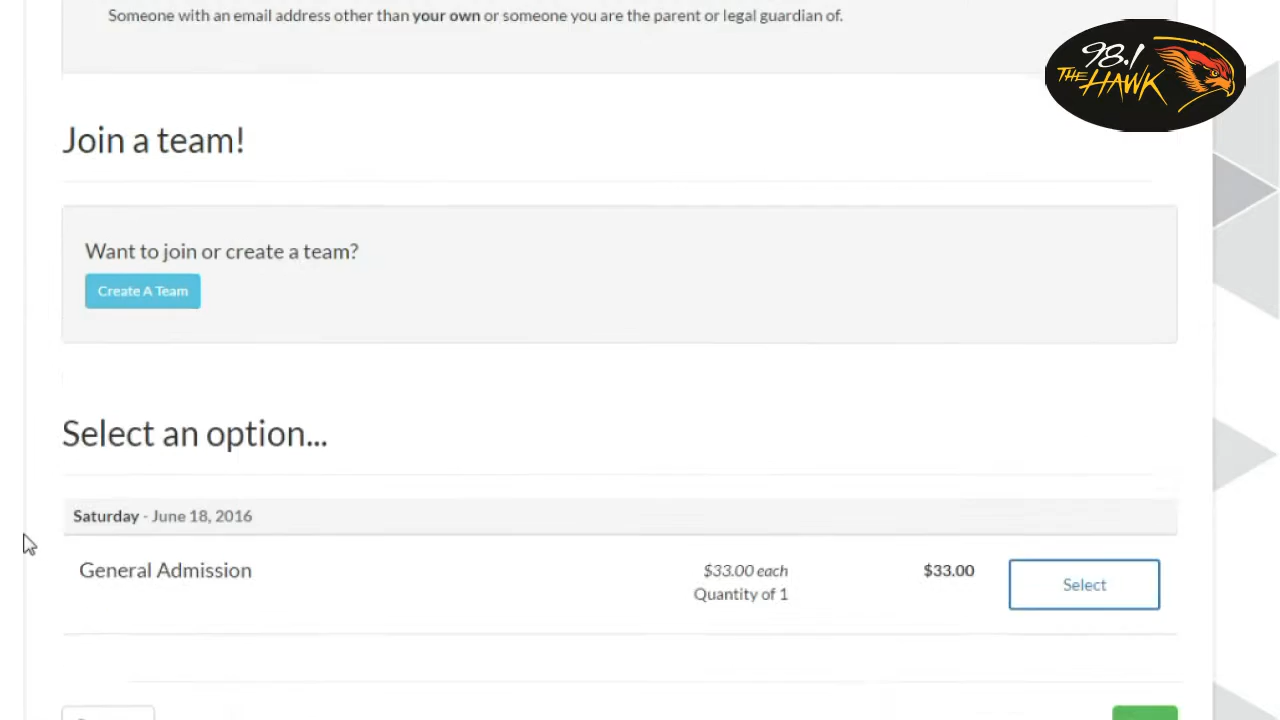 Someone with an email address other than your own or someone you are the parent or legal guardian of.
98.1
THE HAWK
Join a team!
Want to join or create a team?
Create A Team
Select an option...
Saturday - June 18, 2016
General Admission
$33.00 each
$33.00
Select
Quantity of 1